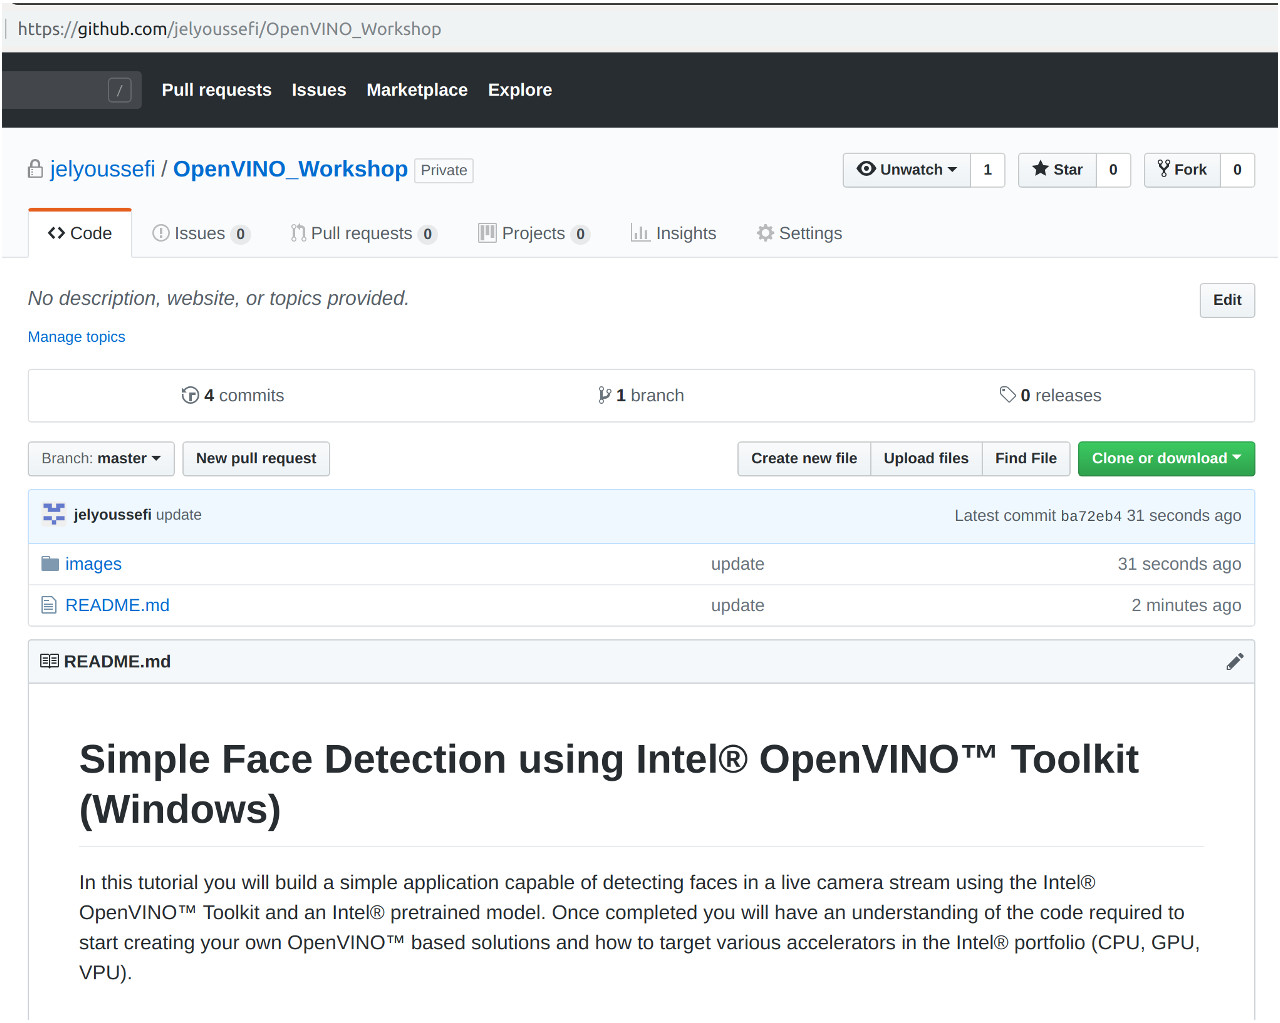 https://github.com/jelyoussefi/OpenVINO_Workshop
/ Pull requests Issues Marketplace Explore
jelyoussefi / OpenVINO_Workshop Private Unwatch 1 Star 0 Fork 0
Code Issues 0 Pull requests 0 Projects 0 Insights Settings
No description, website, or topics provided. Edit
Manage topics
4 commits 1 branch 0 releases
Branch: master New pull request Create new file Upload files Find File Clone or download
jelyoussefi update Latest commit ba72eb4 31 seconds ago
images update 31 seconds ago
README.md update 2 minutes ago
README.md
Simple Face Detection using Intel® OpenVINO™ Toolkit
(Windows)
In this tutorial you will build a simple application capable of detecting faces in a live camera stream using the Intel®
OpenVINO™ Toolkit and an Intel® pretrained model. Once completed you will have an understanding of the code required to
start creating your own OpenVINO™ based solutions and how to target various accelerators in the Intel® portfolio (CPU, GPU,
VPU).